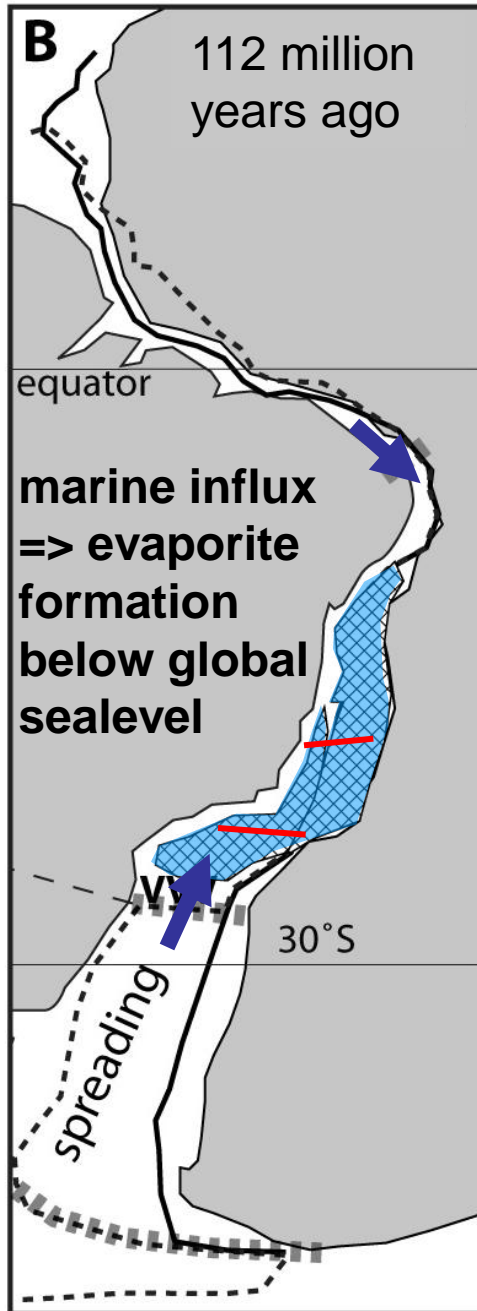 B
112 million
years ago
equator
marine influx
=> evaporite
formation
below global
sealevel
30°S
spreading